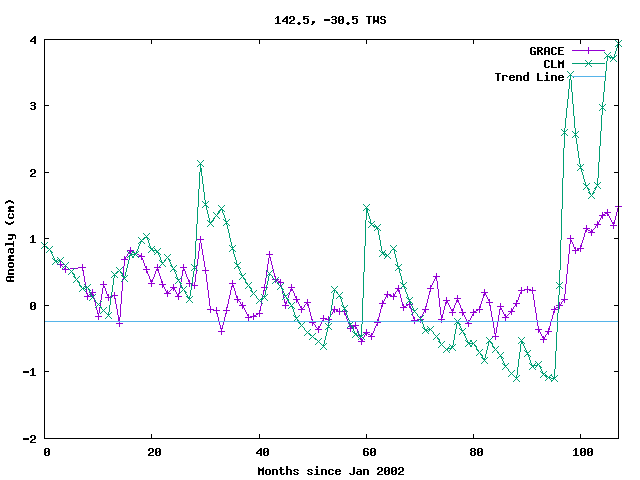 142.5, -30.5 TWS
GRACE
CLM
Trend Line
4
3
2
1
0
-1
-2
Anomaly (cm)
0 20 40 60 80 100
Months since Jan 2002